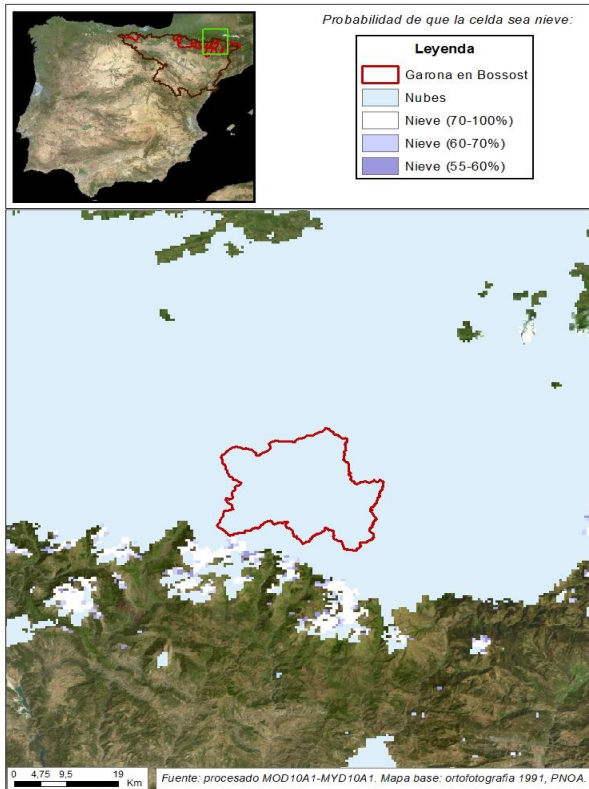 Probabilidad de que la celda sea nieve:
Leyenda
Garona en Bossost
Nubes
Nieve (70-100%)
Nieve (60-70%)
Nieve (55-60%)
0 4,75 9,5 19
Km
Fuente: procesado MOD10A1-MYD10A1. Mapa base: ortofotografia 1991, PNOA.